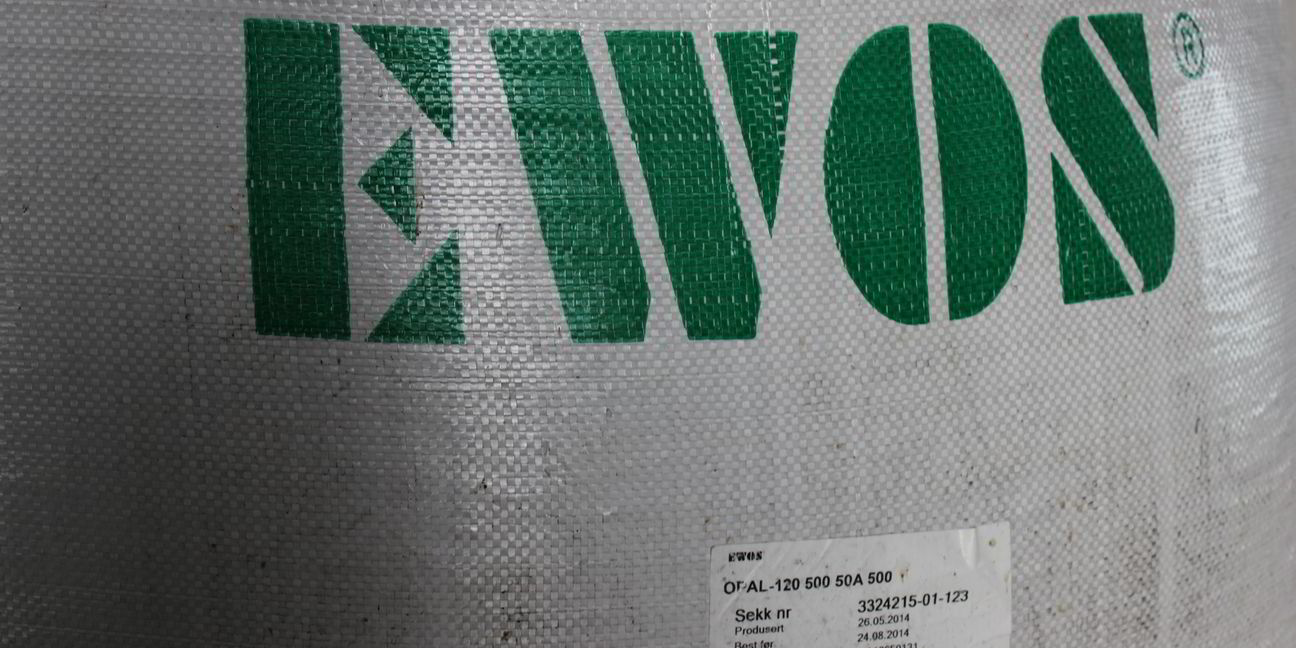 EWOS®
EWOS
OPAL-120 500 50A 500
Sekk nr 3324215-01-123
Produsert 26.05.2014
Best før 24.08.2014